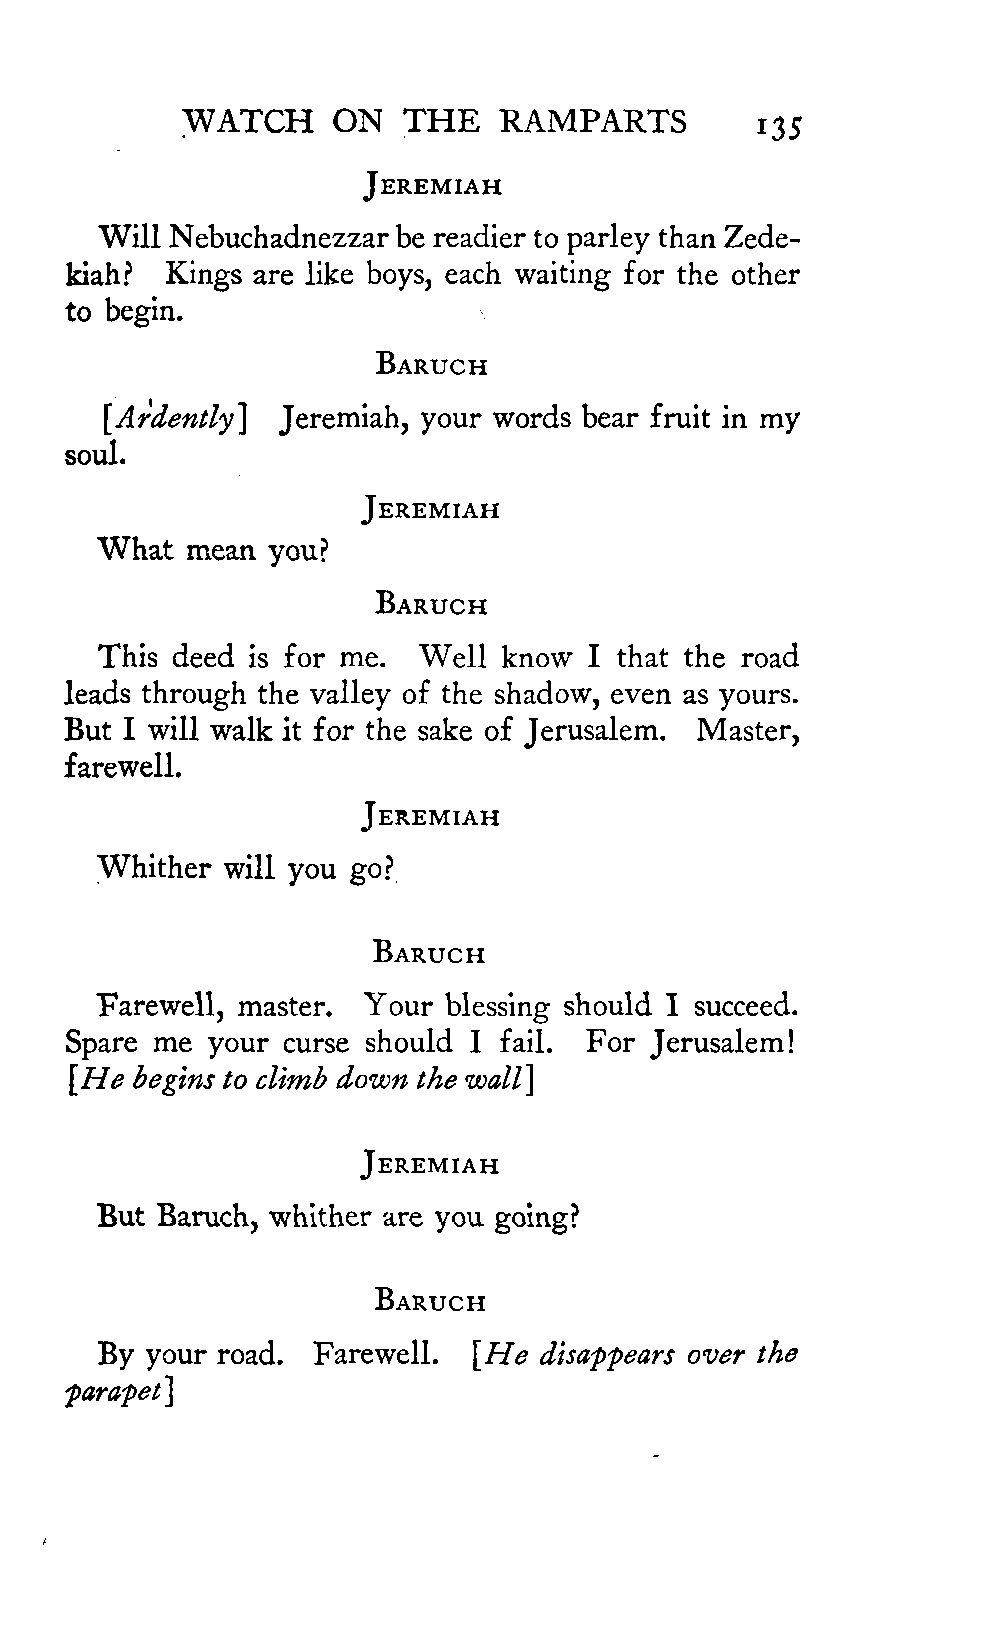 WATCH ON THE RAMPARTS 135
JEREMIAH
Will Nebuchadnezzar be readier to parley than Zede-
kiah? Kings are like boys, each waiting for the other
to begin.
BARUCH
[Ardently] Jeremiah, your words bear fruit in my
soul.
JEREMIAH
What mean you?
BARUCH
This deed is for me. Well know I that the road
leads through the valley of the shadow, even as yours.
But I will walk it for the sake of Jerusalem. Master,
farewell.
JEREMIAH
Whither will you go?
BARUCH
Farewell, master. Your blessing should I succeed.
Spare me your curse should I fail. For Jerusalem!
[He begins to climb down the wall]
JEREMIAH
But Baruch, whither are you going?
BARUCH
By your road. Farewell. [He disappears over the
parapet]